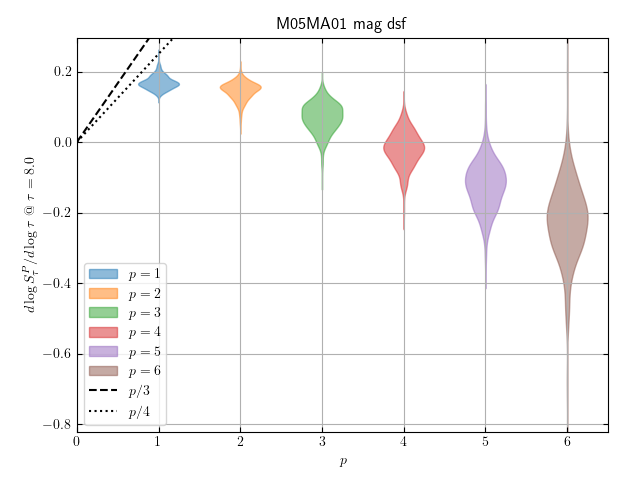 M05MA01 mag dsf
d log S_τ^P / d log τ @ τ = 8.0
0.2
0.0
−0.2
−0.4
−0.6
−0.8
p = 1
p = 2
p = 3
p = 4
p = 5
p = 6
p/3
p/4
0 1 2 3 4 5 6
p